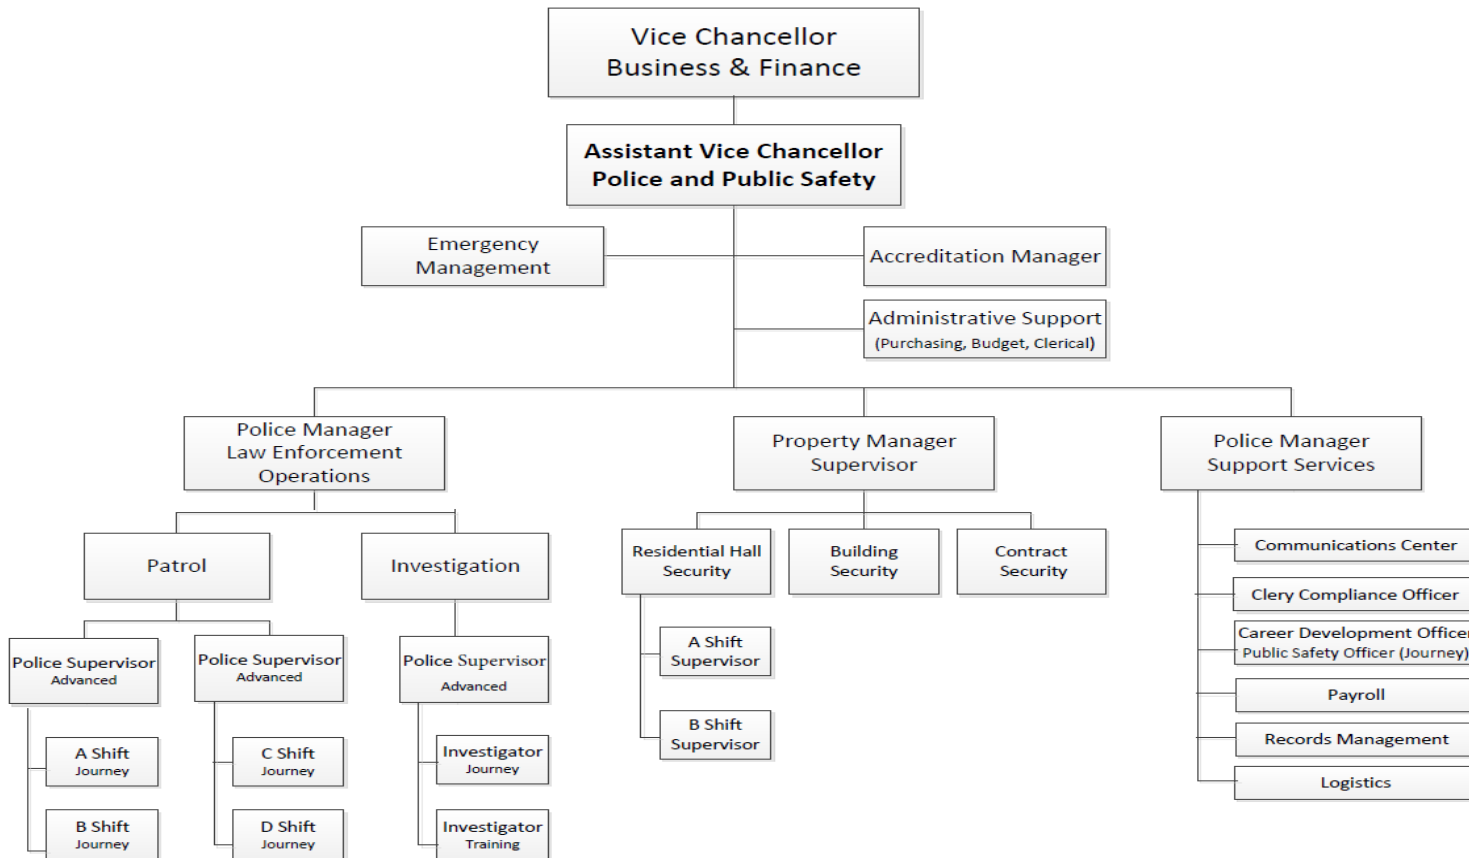 Vice Chancellor
Business & Finance
Assistant Vice Chancellor
Police and Public Safety
Emergency
Management
Accreditation Manager
Administrative Support
(Purchasing, Budget, Clerical)
Police Manager
Law Enforcement
Operations
Property Manager
Supervisor
Police Manager
Support Services
Patrol
Investigation
Residential Hall
Security
Building
Security
Contract
Security
Communications Center
Clery Compliance Officer
Career Development Officer
Public Safety Officer (Journey)
Payroll
Records Management
Logistics
Police Supervisor
Advanced
Police Supervisor
Advanced
Police Supervisor
Advanced
A Shift
Supervisor
B Shift
Supervisor
A Shift
Journey
B Shift
Journey
C Shift
Journey
D Shift
Journey
Investigator
Journey
Investigator
Training